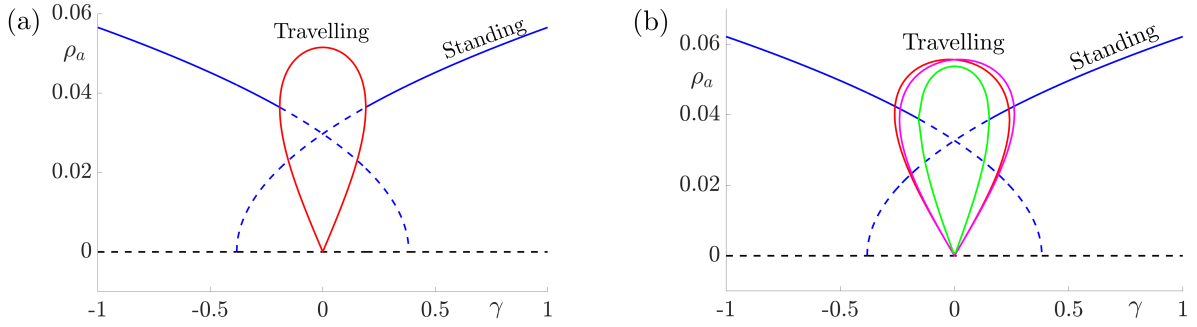 (a)
0.06
ρₐ
0.04
0.02
0
-1
-0.5
0
0.5
γ
1
Travelling
Standing
(b)
0.06
ρₐ
0.04
0.02
0
-1
-0.5
0
0.5
γ
1
Travelling
Standing